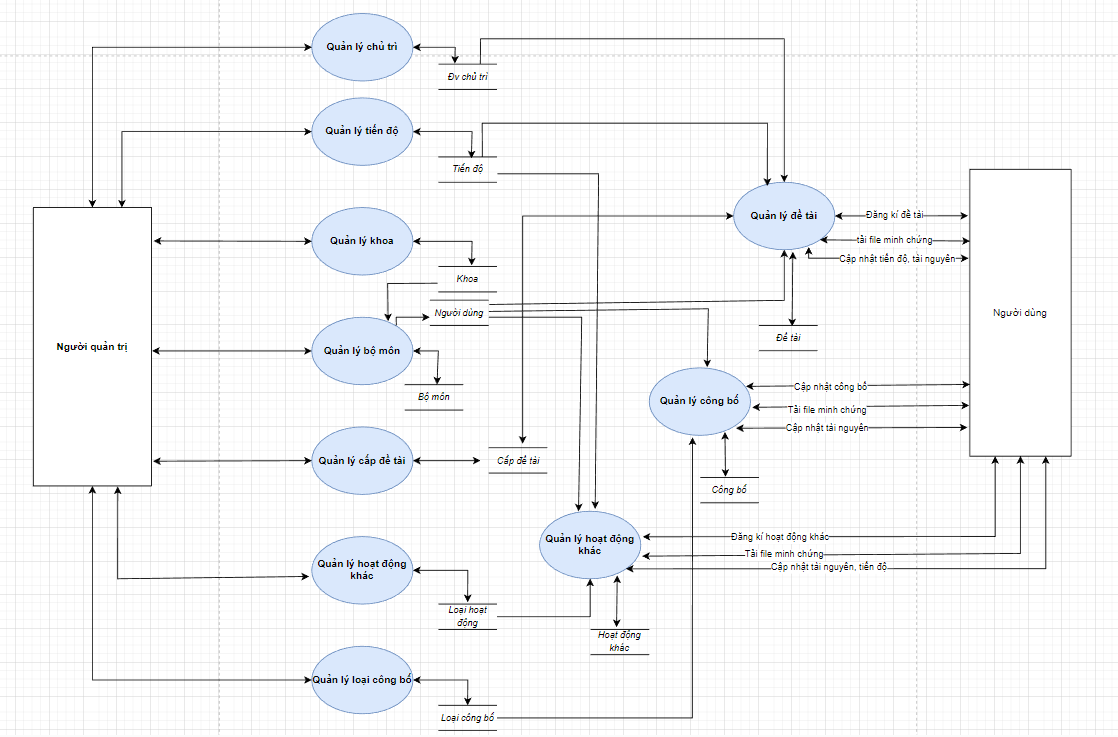 Quản lý chủ trì
Đv chủ trì
Quản lý tiến độ
Tiến độ
Quản lý đề tài
Đăng kí đề tài
tải file minh chứng
Cập nhật tiến độ, tài nguyên
Quản lý khoa
Khoa
Người dùng
Người dùng
Đề tài
Người quản trị
Quản lý bộ môn
Bộ môn
Quản lý công bố
Cập nhật công bố
Tải file minh chứng
Cập nhật tài nguyên
Quản lý cấp đề tài
Cấp đề tài
Công bố
Quản lý hoạt động
khác
Đăng kí hoạt động khác
Tải file minh chứng
Cập nhật tài nguyên, tiến độ
Quản lý hoạt động
khác
Loại hoạt
động
Hoạt động
khác
Quản lý loại công bố
Loại công bố